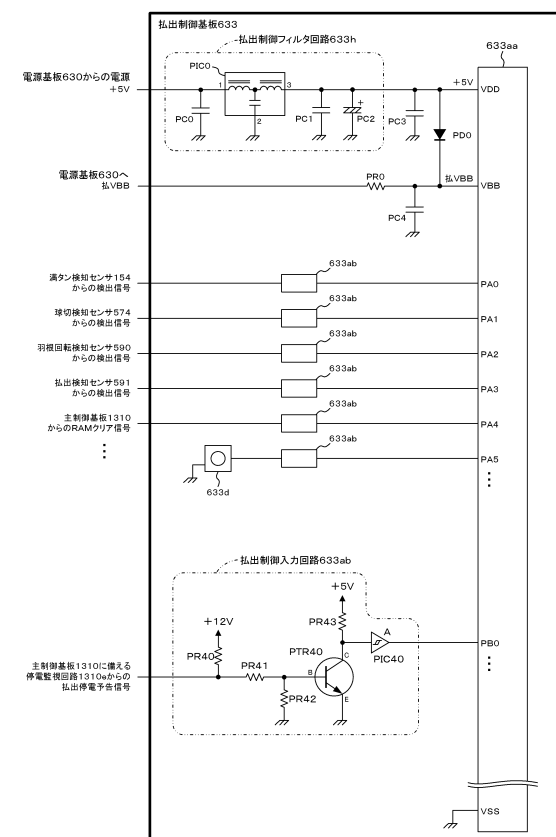 払出制御基板633
払出制御フィルタ回路633h
633aa
PIC0
電源基板630からの電源
+5V
1
3
2
+
+5V
VDD
PC0
PC1
PC2
PC3
PD0
電源基板630へ
払VBB
PR0
払VBB
VBB
PC4
633ab
満タン検知センサ154
からの検出信号
PA0
633ab
球切検知センサ574
からの検出信号
PA1
633ab
羽根回転検知センサ590
からの検出信号
PA2
633ab
払出検知センサ591
からの検出信号
PA3
633ab
主制御基板1310
からのRAMクリア信号
PA4
633ab
PA5
633d
払出制御入力回路633ab
+5V
+12V
PR43
A
PB0
PR40
PTR40
PIC40
主制御基板1310に備える
停電監視回路1310eからの
払出停電予告信号
PR41
B
C
E
PR42
VSS